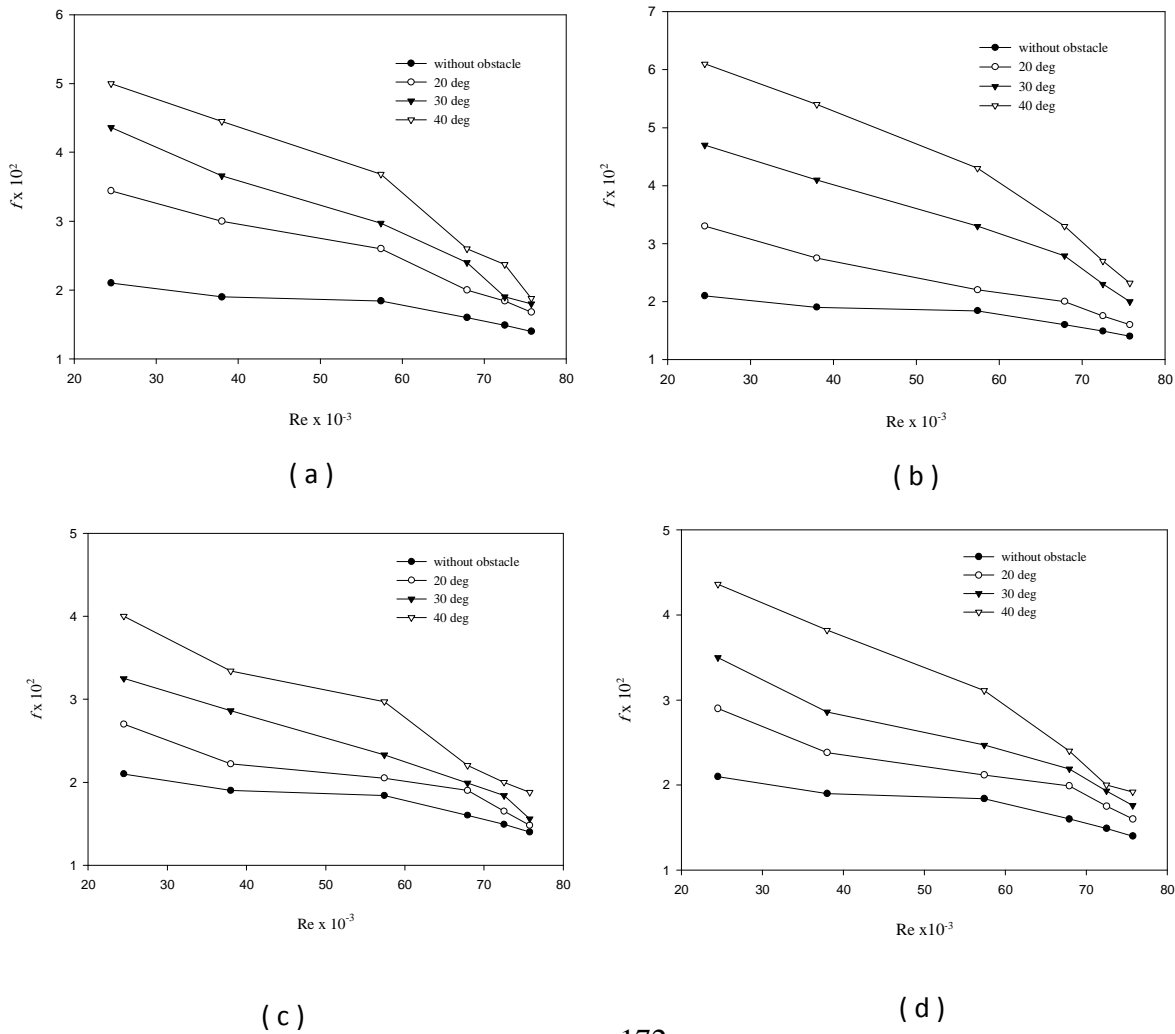 6
5
4
3
2
1
f x 10²
without obstacle
20 deg
30 deg
40 deg
20 30 40 50 60 70 80
Re x 10⁻³
( a )
7
6
5
4
3
2
1
f x 10²
without obstacle
20 deg
30 deg
40 deg
20 30 40 50 60 70 80
Re x 10⁻³
( b )
5
4
3
2
1
f x 10²
without obstacle
20 deg
30 deg
40 deg
20 30 40 50 60 70 80
Re x 10⁻³
( c )
5
4
3
2
1
f x 10²
without obstacle
20 deg
30 deg
40 deg
20 30 40 50 60 70 80
Re x10⁻³
( d )